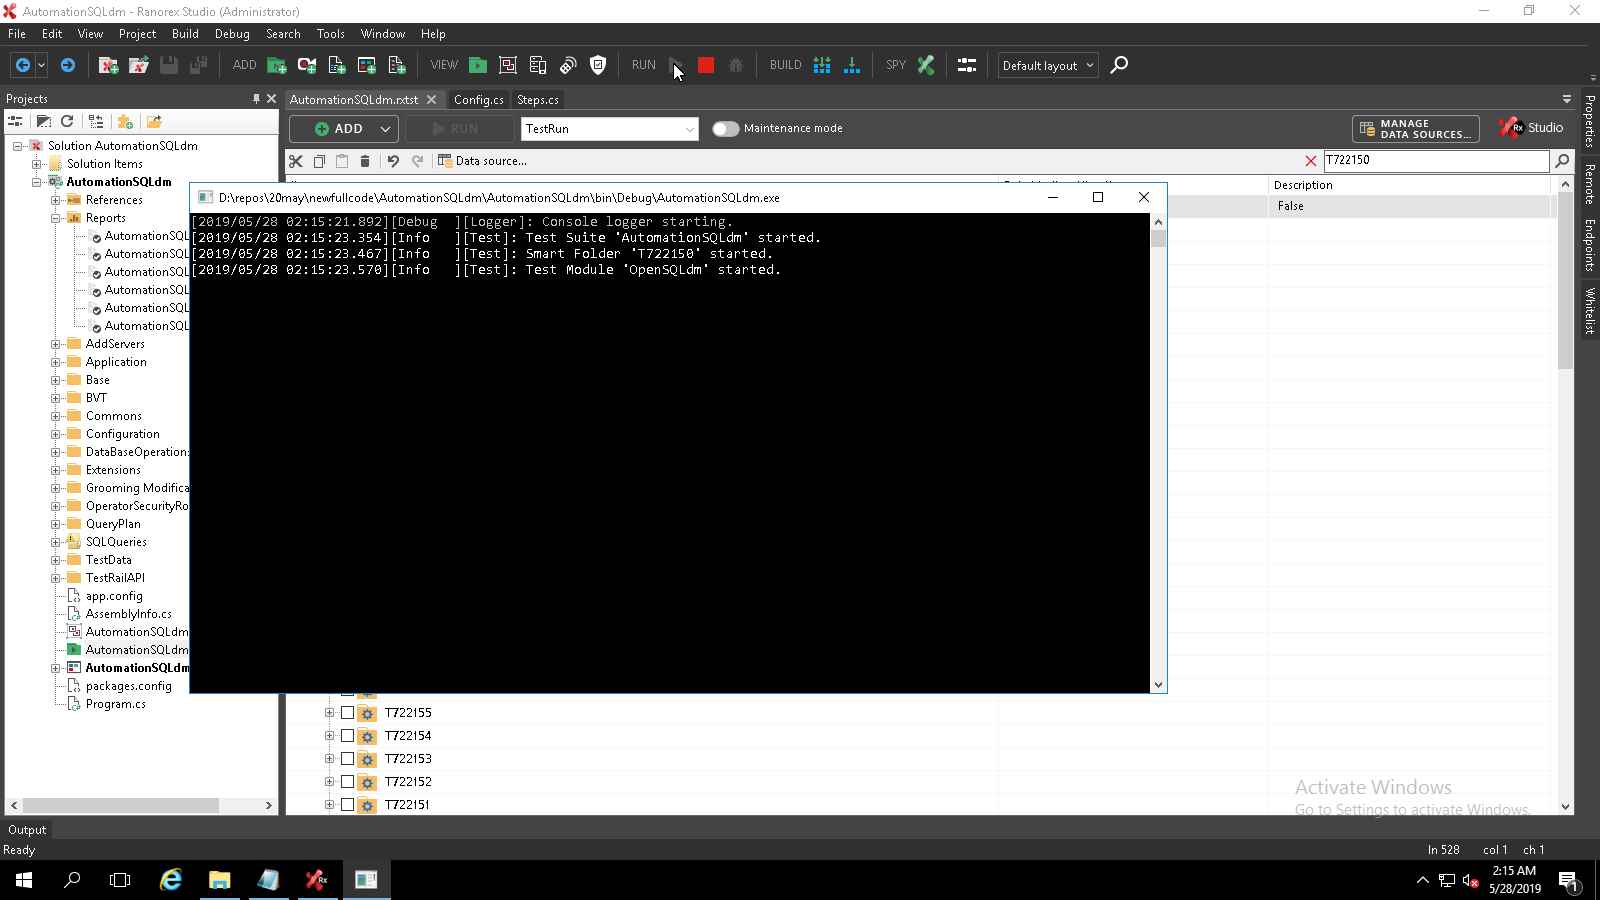 AutomationSQLdm - Ranorex Studio (Administrator)
File Edit View Project Build Debug Search Tools Window Help
ADD VIEW RUN BUILD SPY Default layout
Projects
AutomationSQLdm.rxtst Config.cs Steps.cs
ADD RUN TestRun Maintenance mode MANAGE DATA SOURCES... Rx Studio
Data source... T722150
Solution AutomationSQLdm
Solution Items
AutomationSQLdm
References
Reports
AutomationSQL
AutomationSQL
AutomationSQL
AutomationSQL
AutomationSQL
AutomationSQL
AddServers
Application
Base
BVT
Commons
Configuration
DataBaseOperation
Extensions
Grooming Modifica
OperatorSecurityRo
QueryPlan
SQLQueries
TestData
TestRailAPI
app.config
AssemblyInfo.cs
AutomationSQLdm
AutomationSQLdm
AutomationSQLdm
packages.config
Program.cs
Description
False
D:\repos\20may\newfullcode\AutomationSQLdm\AutomationSQLdm\bin\Debug\AutomationSQLdm.exe
[2019/05/28 02:15:21.892][Debug  ][Logger]: Console logger starting.
[2019/05/28 02:15:23.354][Info   ][Test]: Test Suite 'AutomationSQLdm' started.
[2019/05/28 02:15:23.467][Info   ][Test]: Smart Folder 'T722150' started.
[2019/05/28 02:15:23.570][Info   ][Test]: Test Module 'OpenSQLdm' started.
T722155
T722154
T722153
T722152
T722151
Activate Windows
Go to Settings to activate Windows.
Properties
Remote
Endpoints
Whitelist
Output
Ready ln 528 col 1 ch 1
Rx
2:15 AM
5/28/2019
1